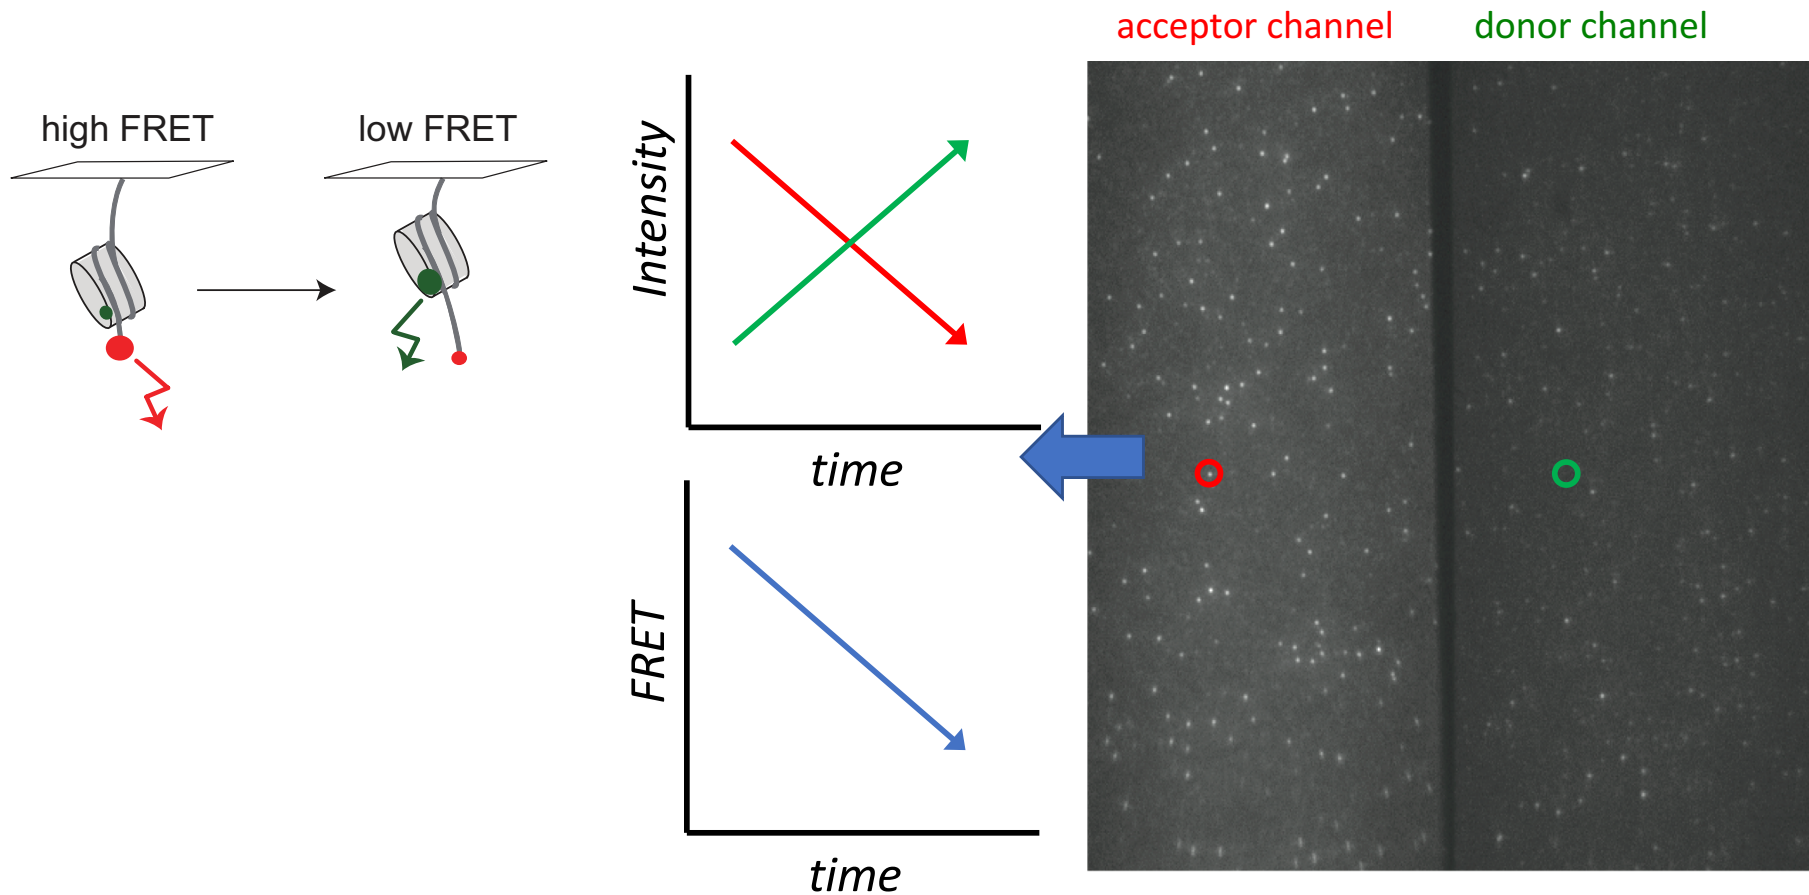 high FRET
low FRET
Intensity
time
FRET
time
acceptor channel
donor channel